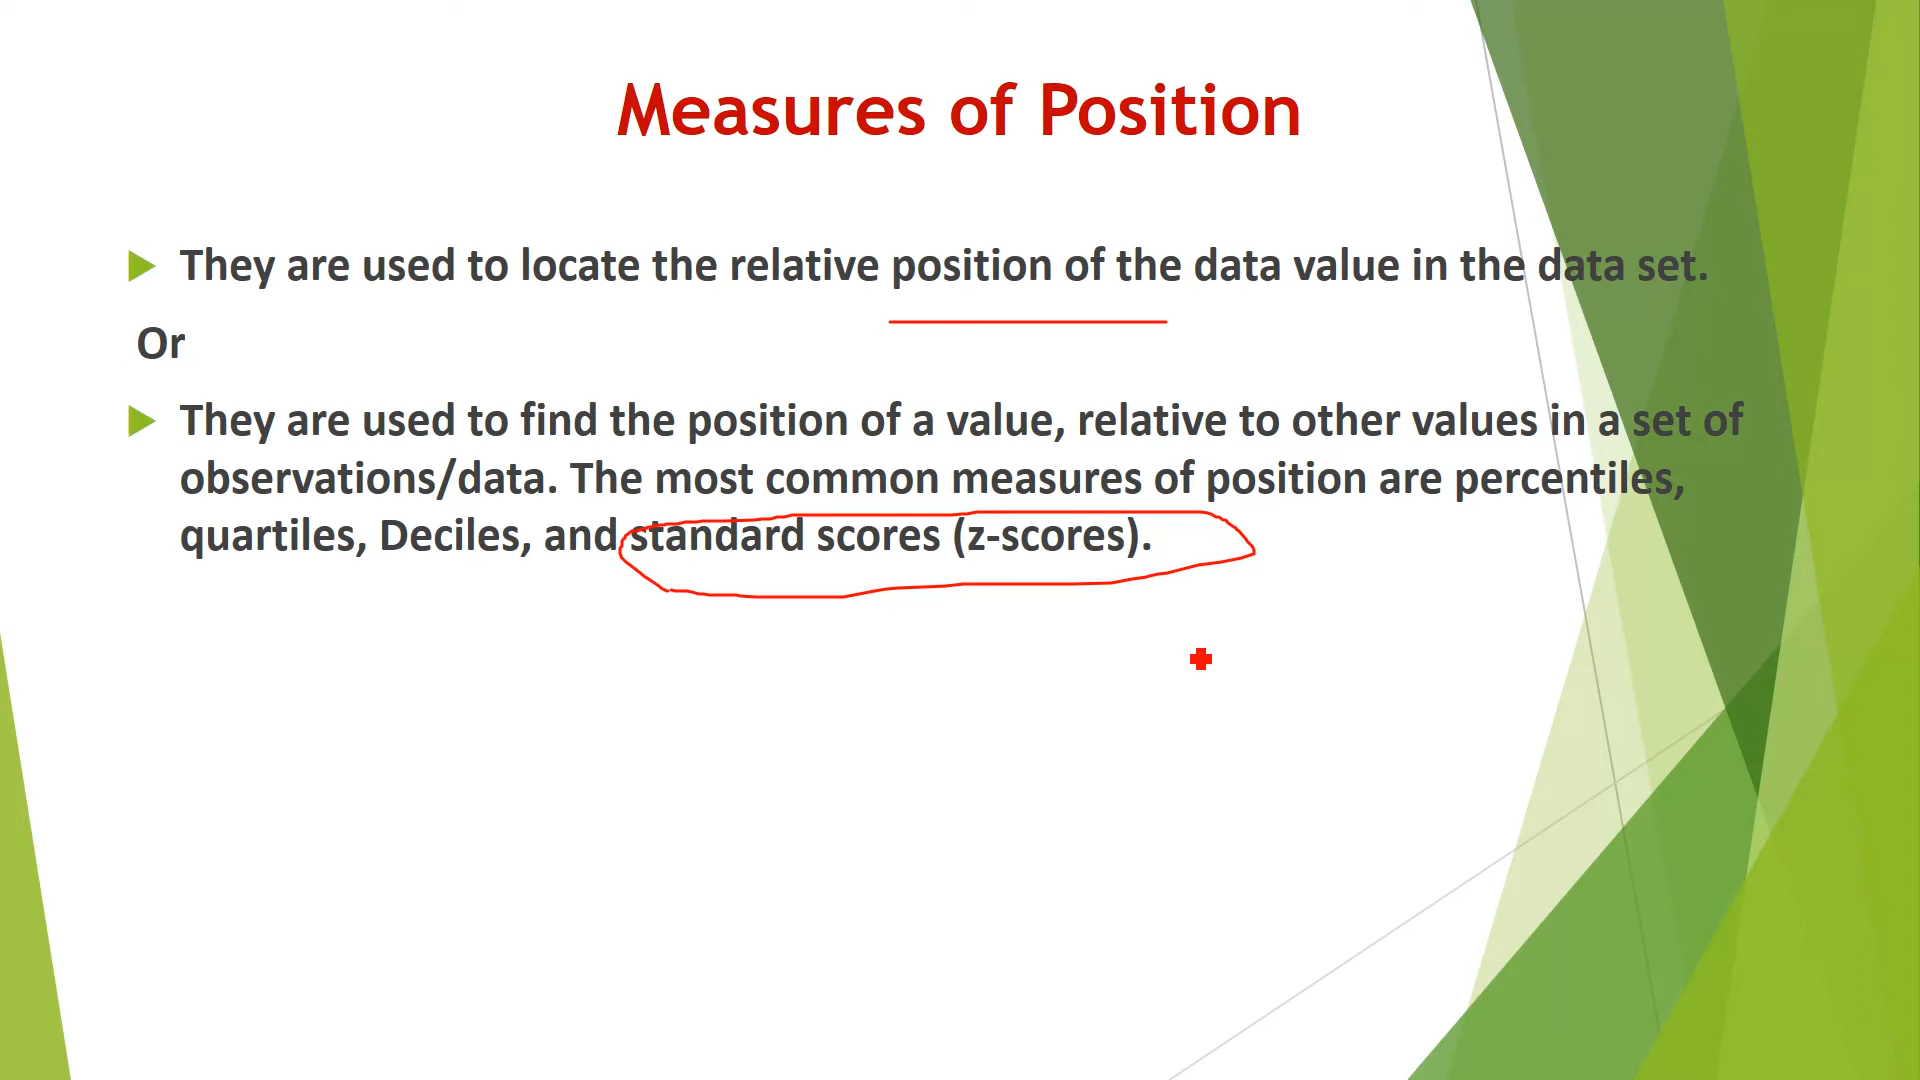 Measures of Position
They are used to locate the relative position of the data value in the data set.
Or
They are used to find the position of a value, relative to other values in a set of
observations/data. The most common measures of position are percentiles,
quartiles, Deciles, and standard scores (z-scores).